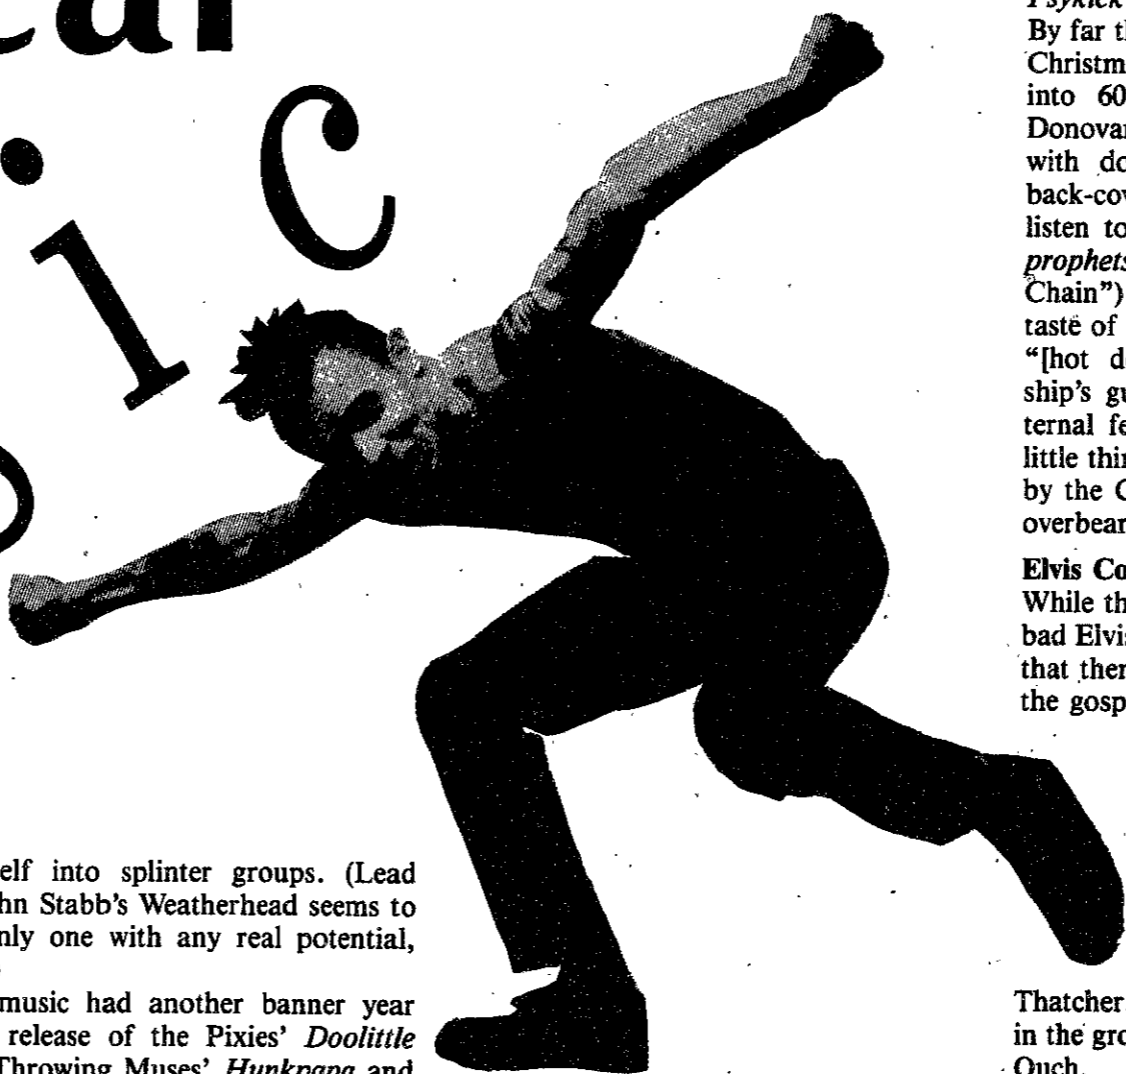 elf into splinter groups. (Lead
hn Stabb's Weatherhead seems to
nly one with any real potential,
music had another banner year
release of the Pixies' Doolittle
Throwing Muses' Hunkpapa and
Psykick
By far th
Christm
into 60
Donovan
with do
back-cov
listen to
prophets
Chain")
taste of
"[hot d
ship's gu
ternal fe
little thin
by the C
overbear
Elvis Co
While th
bad Elvis
that ther
the gosp
Thatcher
in the gro
Ouch.